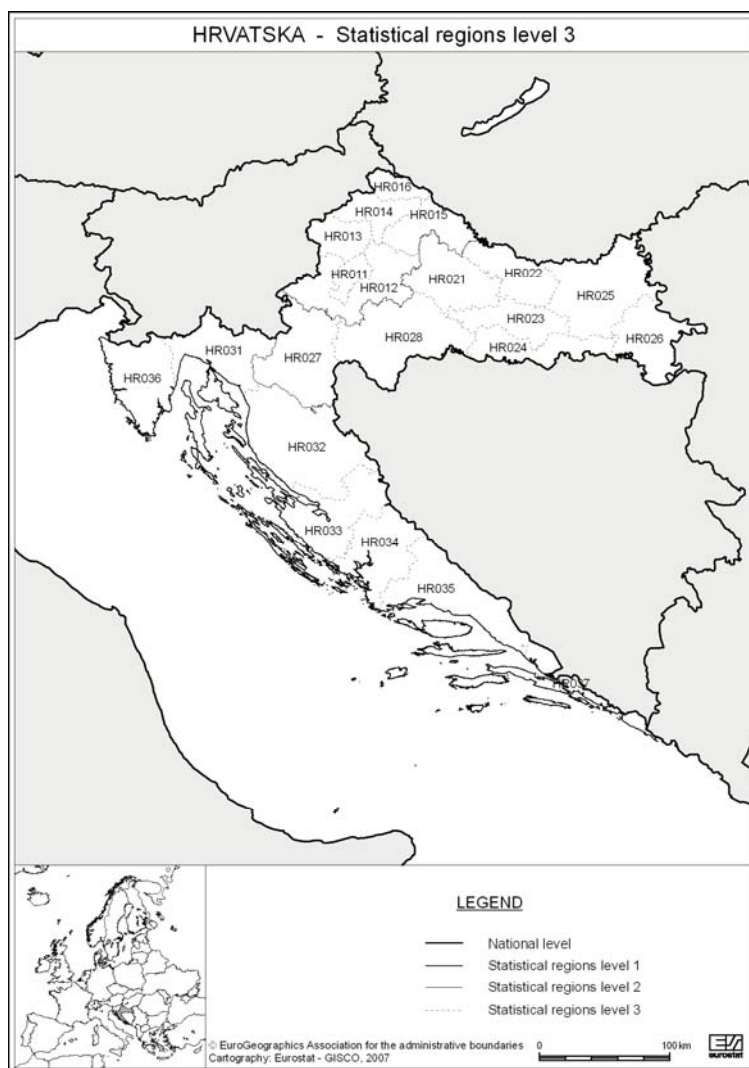 HRVATSKA - Statistical regions level 3
HR016
HR014
HR015
HR013
HR011
HR012
HR021
HR022
HR025
HR023
HR026
HR024
HR028
HR027
HR031
HR036
HR032
HR033
HR034
HR035
HR037
LEGEND
National level
Statistical regions level 1
Statistical regions level 2
Statistical regions level 3
© EuroGeographics Association for the administrative boundaries
Cartography: Eurostat - GISCO, 2007
0 100 km
eurostat